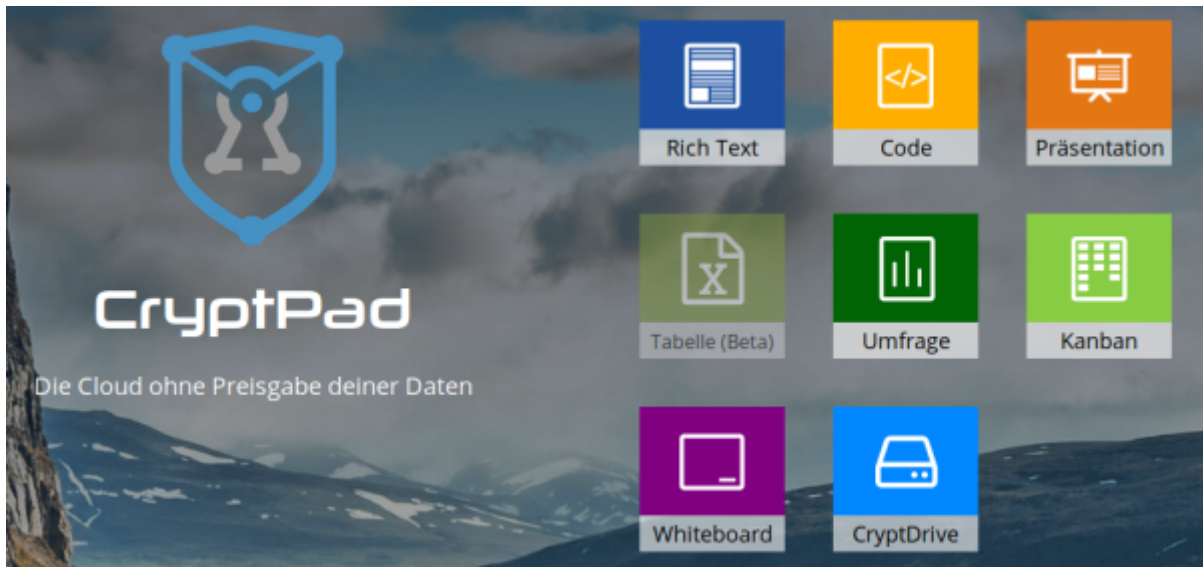 CryptPad
Die Cloud ohne Preisgabe deiner Daten
Rich Text
</>
Code
Präsentation
X
Tabelle (Beta)
Umfrage
Kanban
Whiteboard
CryptDrive